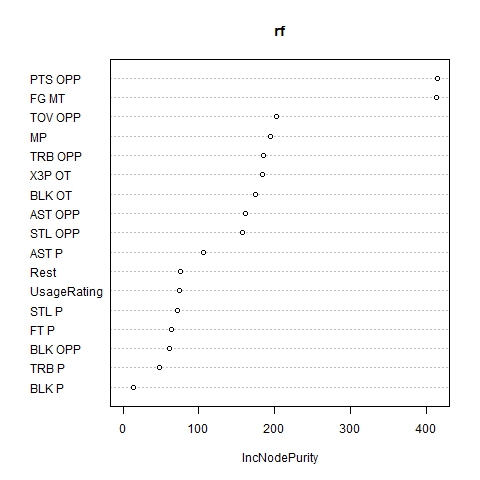 rf
PTS OPP
FG MT
TOV OPP
MP
TRB OPP
X3P OT
BLK OT
AST OPP
STL OPP
AST P
Rest
UsageRating
STL P
FT P
BLK OPP
TRB P
BLK P
0 100 200 300 400
IncNodePurity